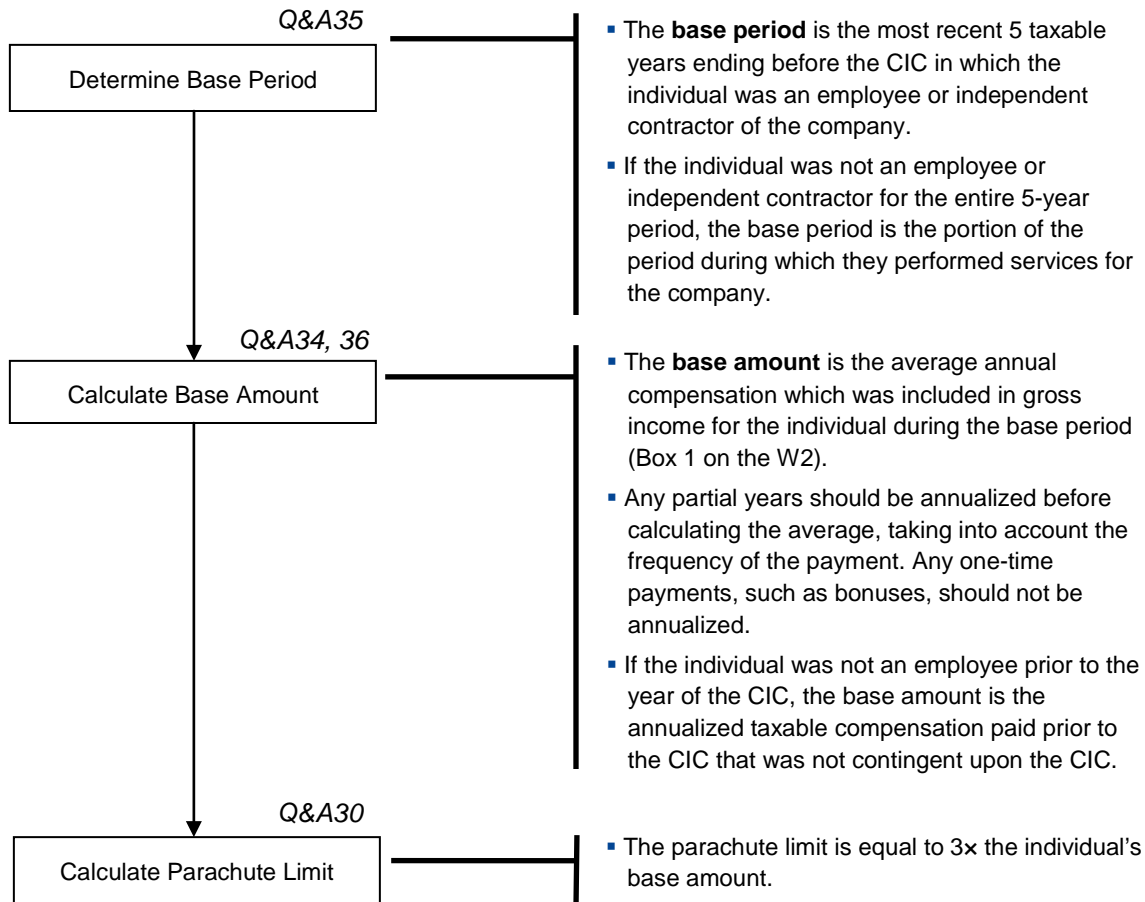 Q&A35
Determine Base Period
▪ The base period is the most recent 5 taxable
years ending before the CIC in which the
individual was an employee or independent
contractor of the company.
▪ If the individual was not an employee or
independent contractor for the entire 5-year
period, the base period is the portion of the
period during which they performed services for
the company.
Q&A34, 36
Calculate Base Amount
▪ The base amount is the average annual
compensation which was included in gross
income for the individual during the base period
(Box 1 on the W2).
▪ Any partial years should be annualized before
calculating the average, taking into account the
frequency of the payment. Any one-time
payments, such as bonuses, should not be
annualized.
▪ If the individual was not an employee prior to the
year of the CIC, the base amount is the
annualized taxable compensation paid prior to
the CIC that was not contingent upon the CIC.
Q&A30
Calculate Parachute Limit
▪ The parachute limit is equal to 3× the individual’s
base amount.